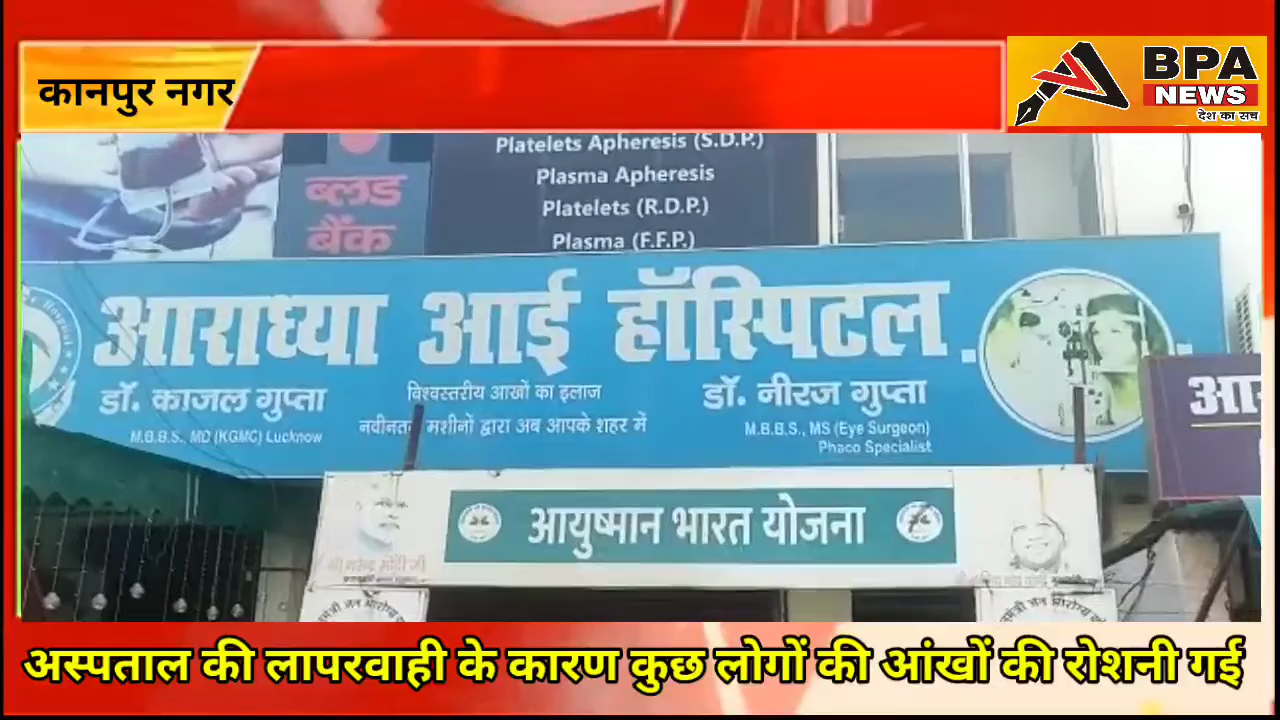 कानपुर नगर
BPA
NEWS
देश का सच
Platelets Apheresis (S.D.P.)
Plasma Apheresis
Platelets (R.D.P.)
Plasma (F.F.P.)
ब्लड
बैंक
आराध्या आई हॉस्पिटल
डॉ. काजल गुप्ता
M.B.B.S., MD (KGMC) Lucknow
विश्वस्तरीय आखों का इलाज
नवीनतम मशीनों द्वारा अब आपके शहर में
डॉ. नीरज गुप्ता
M.B.B.S., MS (Eye Surgeon)
Phaco Specialist
आयुष्मान भारत योजना
अस्पताल की लापरवाही के कारण कुछ लोगों की आंखों की रोशनी गई